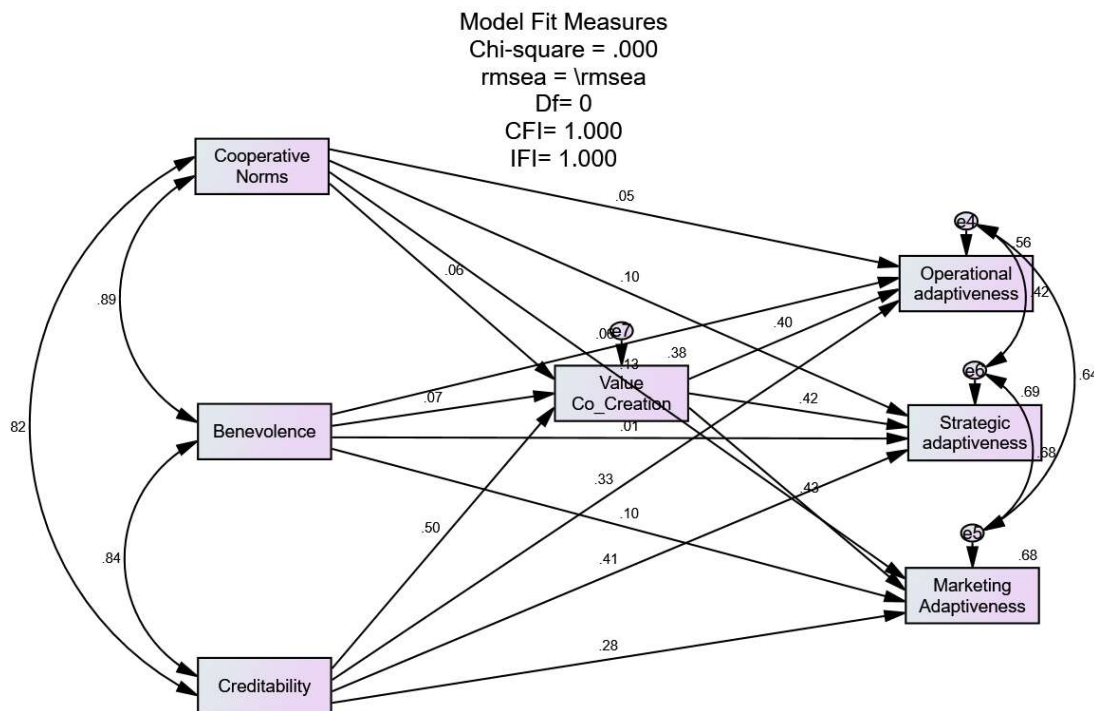 Model Fit Measures
Chi-square = .000
rmsea = \rmsea
Df= 0
CFI= 1.000
IFI= 1.000
Cooperative
Norms
.05
e4
.56
Operational
adaptiveness
.42
.10
.06
.89
.40
e7
.06
.38
.13
Value
Co_Creation
e6
.64
.69
.07
.42
82
Benevolence
.01
Strategic
adaptiveness
.68
.33
.43
.10
.50
e5
.84
.41
.68
Marketing
Adaptiveness
.28
Creditability